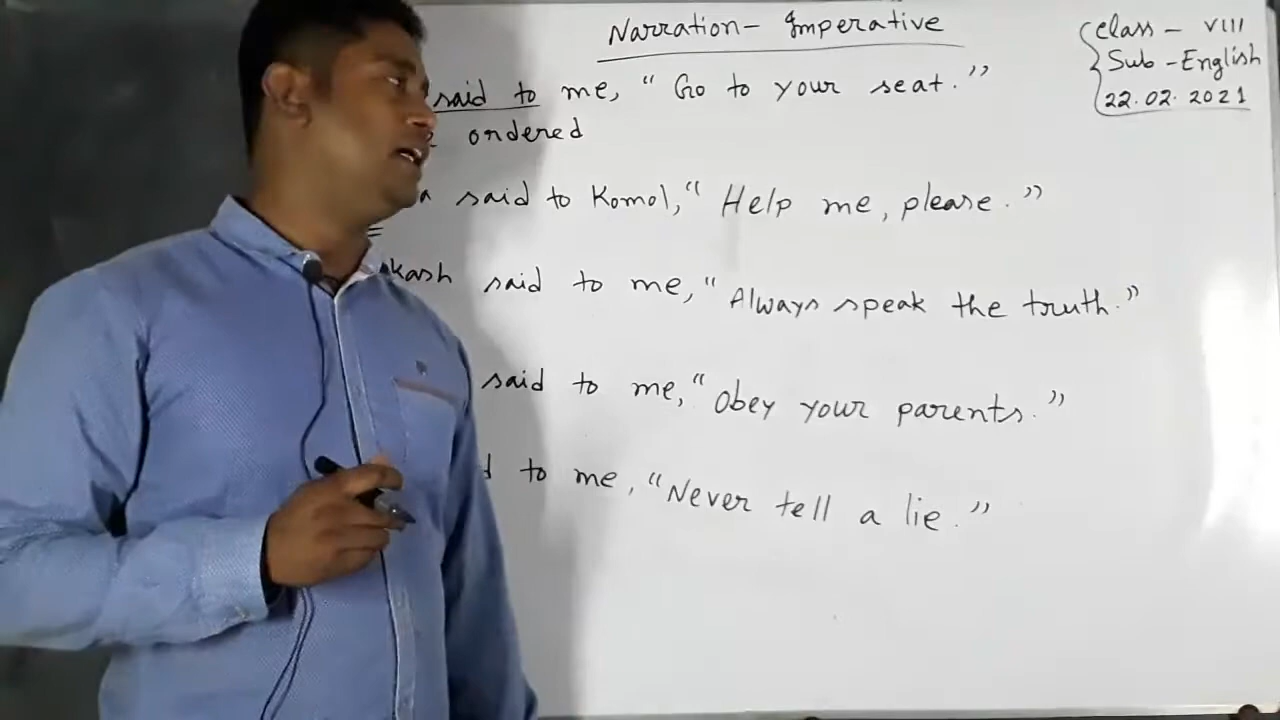 Narration - Imperative
Class - VIII
Sub - English
22.02.2021
said to me, "Go to your seat."
ordered
a said to Komol, "Help me, please."
kash said to me, "Always speak the truth."
said to me, "Obey your parents."
d to me, "Never tell a lie."